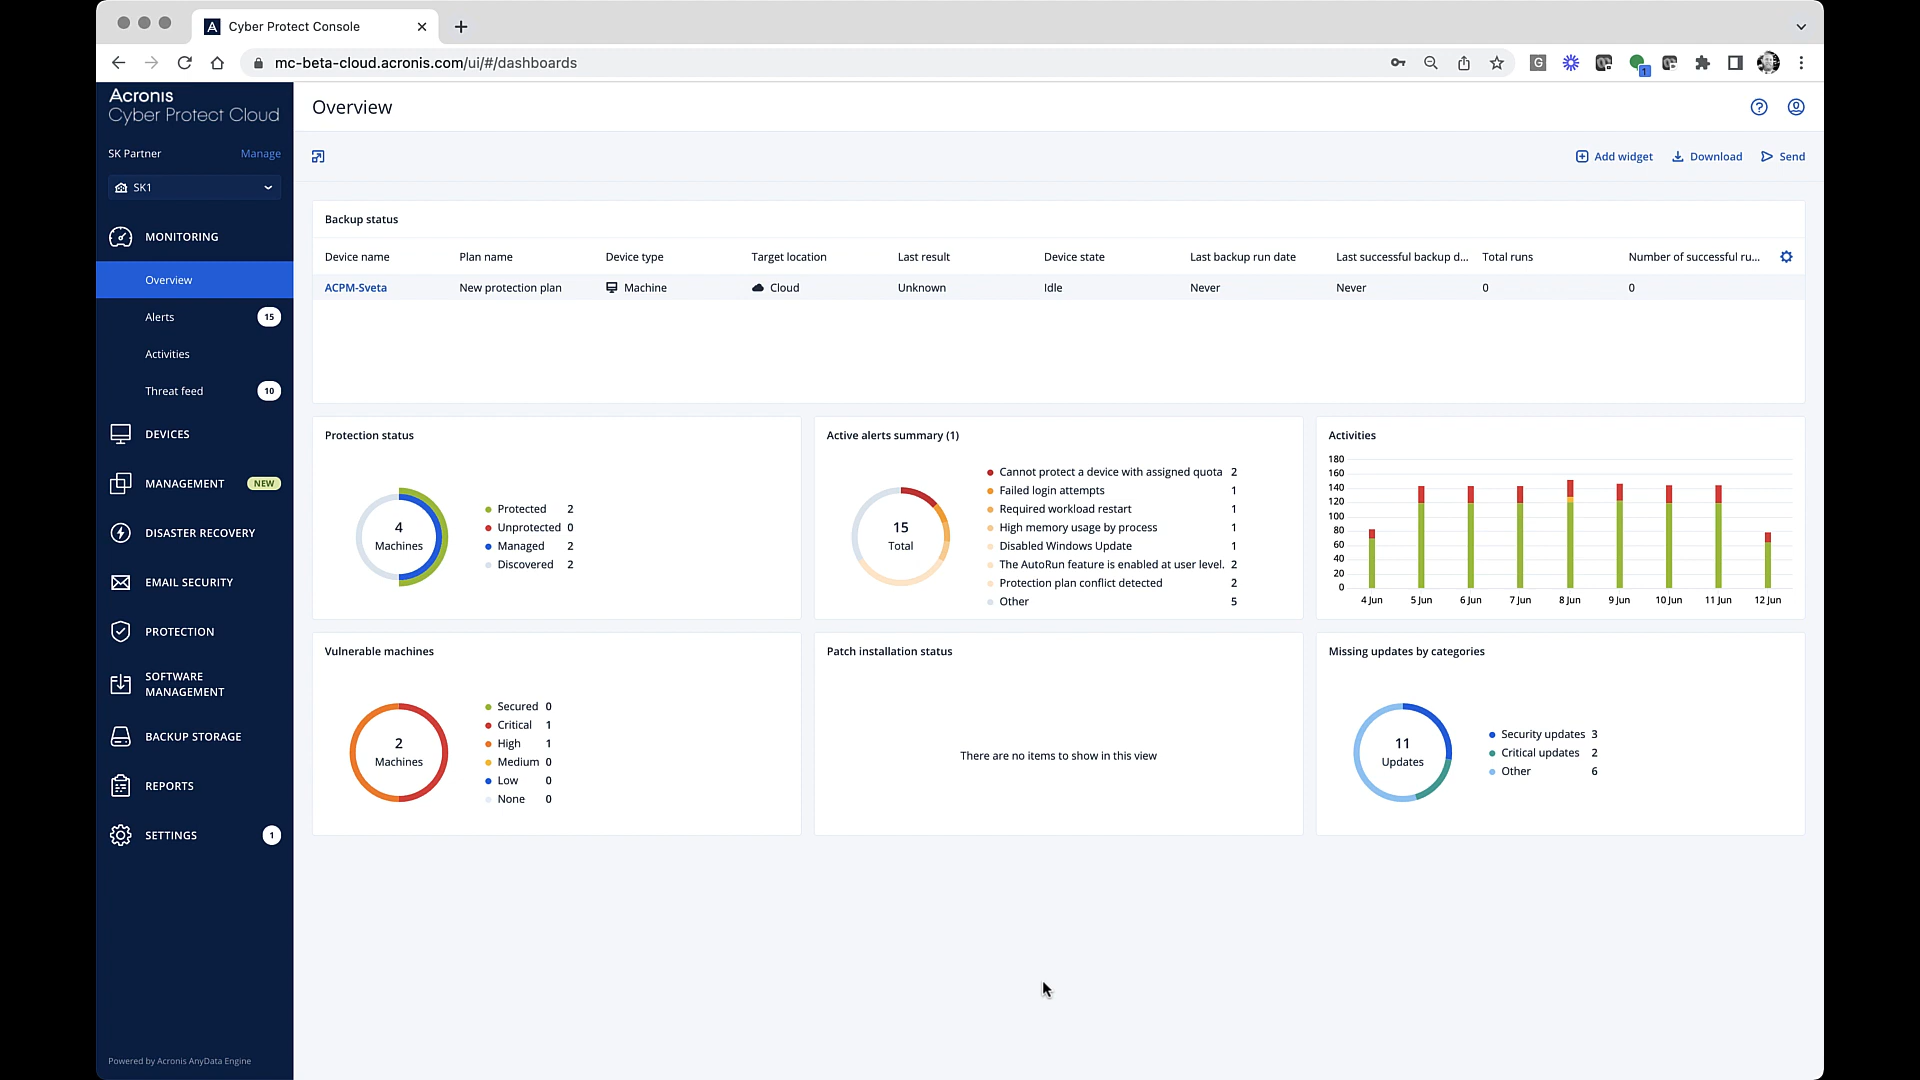 Cyber Protect Console
mc-beta-cloud.acronis.com/ui/#/dashboards
G
1
Acronis
Cyber Protect Cloud
SK Partner Manage
SK1
MONITORING
Overview
Alerts 15
Activities
Threat feed 10
DEVICES
MANAGEMENT NEW
DISASTER RECOVERY
EMAIL SECURITY
PROTECTION
SOFTWARE
MANAGEMENT
BACKUP STORAGE
REPORTS
SETTINGS 1
Powered by Acronis AnyData Engine
Overview
Add widget Download Send
Backup status
Device name Plan name Device type Target location Last result Device state Last backup run date Last successful backup d... Total runs Number of successful ru...
ACPM-Sveta New protection plan Machine Cloud Unknown Idle Never Never 0 0
Protection status
4
Machines
Protected 2
Unprotected 0
Managed 2
Discovered 2
Active alerts summary (1)
15
Total
Cannot protect a device with assigned quota 2
Failed login attempts 1
Required workload restart 1
High memory usage by process 1
Disabled Windows Update 1
The AutoRun feature is enabled at user level. 2
Protection plan conflict detected 2
Other 5
Activities
180
160
140
120
100
80
60
40
20
0
4 Jun 5 Jun 6 Jun 7 Jun 8 Jun 9 Jun 10 Jun 11 Jun 12 Jun
Vulnerable machines
2
Machines
Secured 0
Critical 1
High 1
Medium 0
Low 0
None 0
Patch installation status
There are no items to show in this view
Missing updates by categories
11
Updates
Security updates 3
Critical updates 2
Other 6